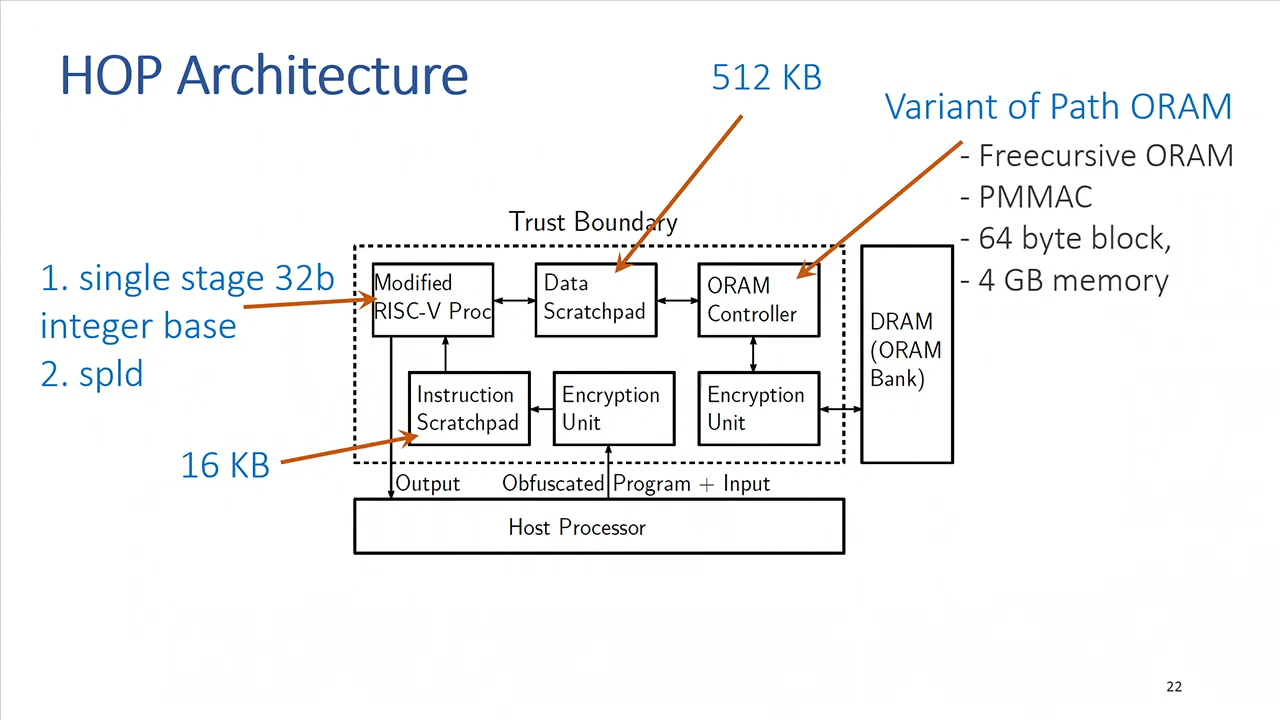 HOP Architecture
512 KB
Variant of Path ORAM
- Freecursive ORAM
- PMMAC
- 64 byte block,
- 4 GB memory
Trust Boundary
1. single stage 32b
integer base
2. spld
Modified
RISC-V Proc
Data
Scratchpad
ORAM
Controller
DRAM
(ORAM
Bank)
Instruction
Scratchpad
Encryption
Unit
Encryption
Unit
16 KB
Output
Obfuscated Program + Input
Host Processor
22